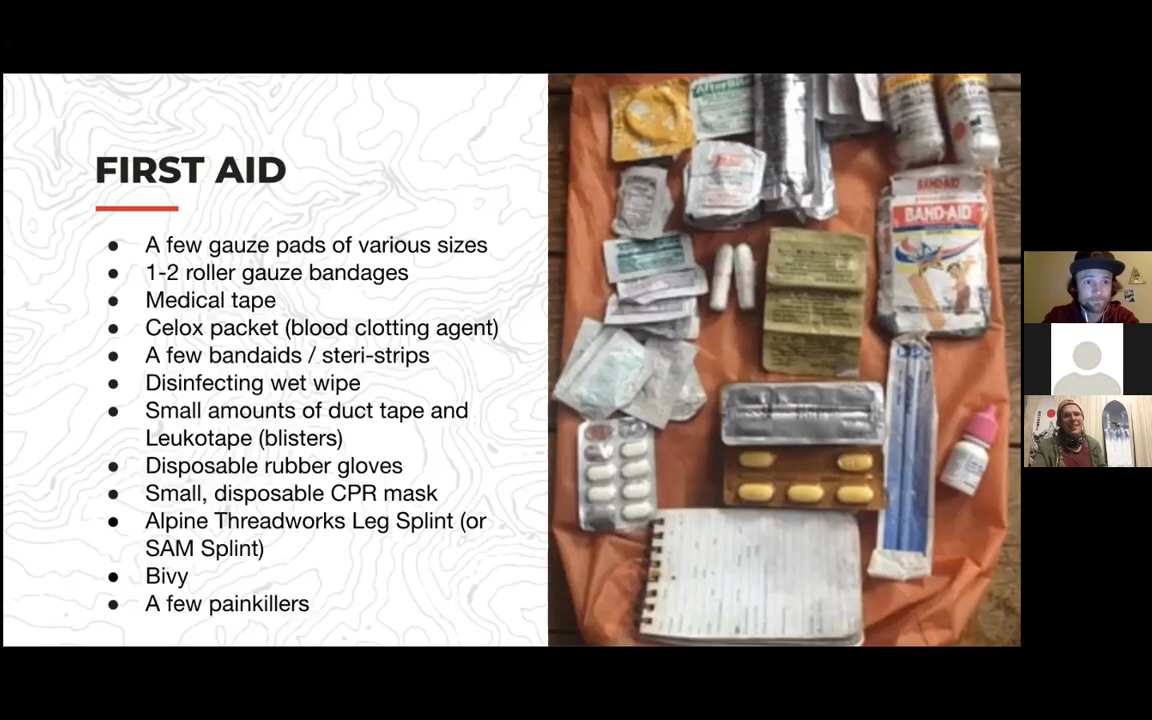 FIRST AID
● A few gauze pads of various sizes
● 1-2 roller gauze bandages
● Medical tape
● Celox packet (blood clotting agent)
● A few bandaids / steri-strips
● Disinfecting wet wipe
● Small amounts of duct tape and
Leukotape (blisters)
● Disposable rubber gloves
● Small, disposable CPR mask
● Alpine Threadworks Leg Splint (or
SAM Splint)
● Bivy
● A few painkillers
BAND-AID
BAND-AID